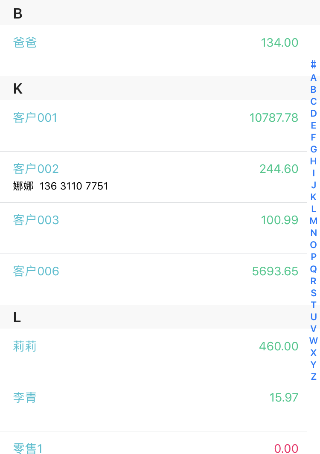 B
爸爸 134.00
K
客户001 10787.78
客户002 244.60
娜娜 136 3110 7751
客户003 100.99
客户006 5693.65
L
莉莉 460.00
李青 15.97
零售1 0.00
#
A
B
C
D
E
F
G
H
I
J
K
L
M
N
O
P
Q
R
S
T
U
V
W
X
Y
Z